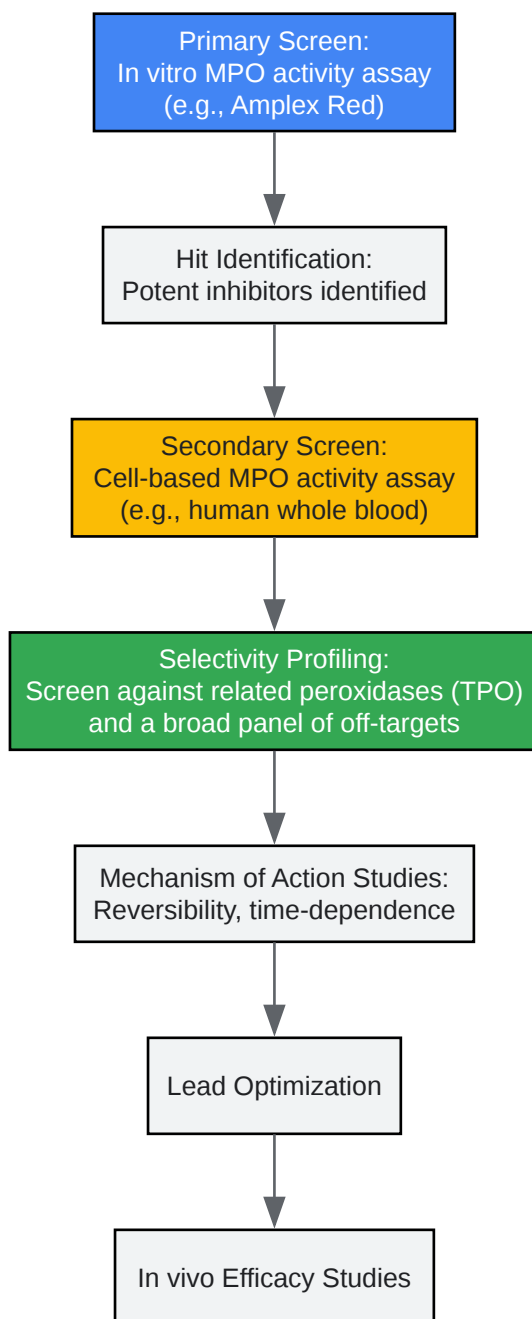 Primary Screen:
In vitro MPO activity assay
(e.g., Amplex Red)
Hit Identification:
Potent inhibitors identified
Secondary Screen:
Cell-based MPO activity assay
(e.g., human whole blood)
Selectivity Profiling:
Screen against related peroxidases (TPO)
and a broad panel of off-targets
Mechanism of Action Studies:
Reversibility, time-dependence
Lead Optimization
In vivo Efficacy Studies